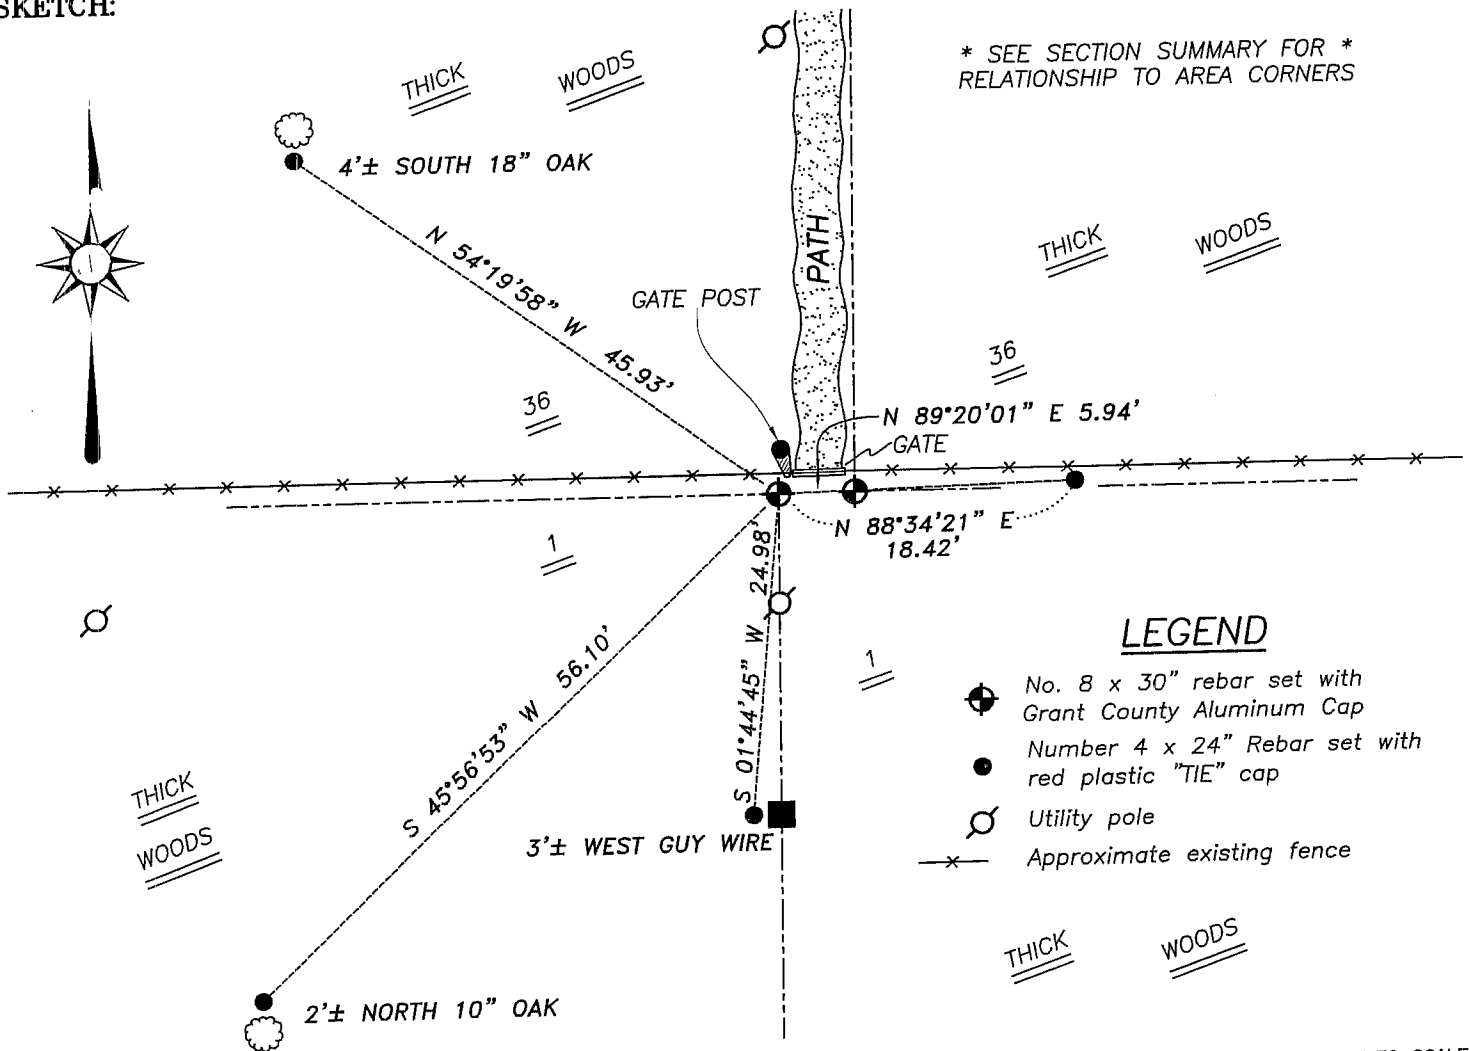 SKETCH:
* SEE SECTION SUMMARY FOR *
RELATIONSHIP TO AREA CORNERS
THICK WOODS
4'± SOUTH 18" OAK
N 54°19'58" W 45.93'
GATE POST
PATH
THICK WOODS
36
36
N 89°20'01" E 5.94'
GATE
N 88°34'21" E
18.42'
1
1
24.98'
S 01°44'45" W
S 45°56'53" W 56.10'
3'± WEST GUY WIRE
THICK
WOODS
2'± NORTH 10" OAK
LEGEND
No. 8 x 30" rebar set with
Grant County Aluminum Cap
Number 4 x 24" Rebar set with
red plastic "TIE" cap
Utility pole
Approximate existing fence
THICK WOODS